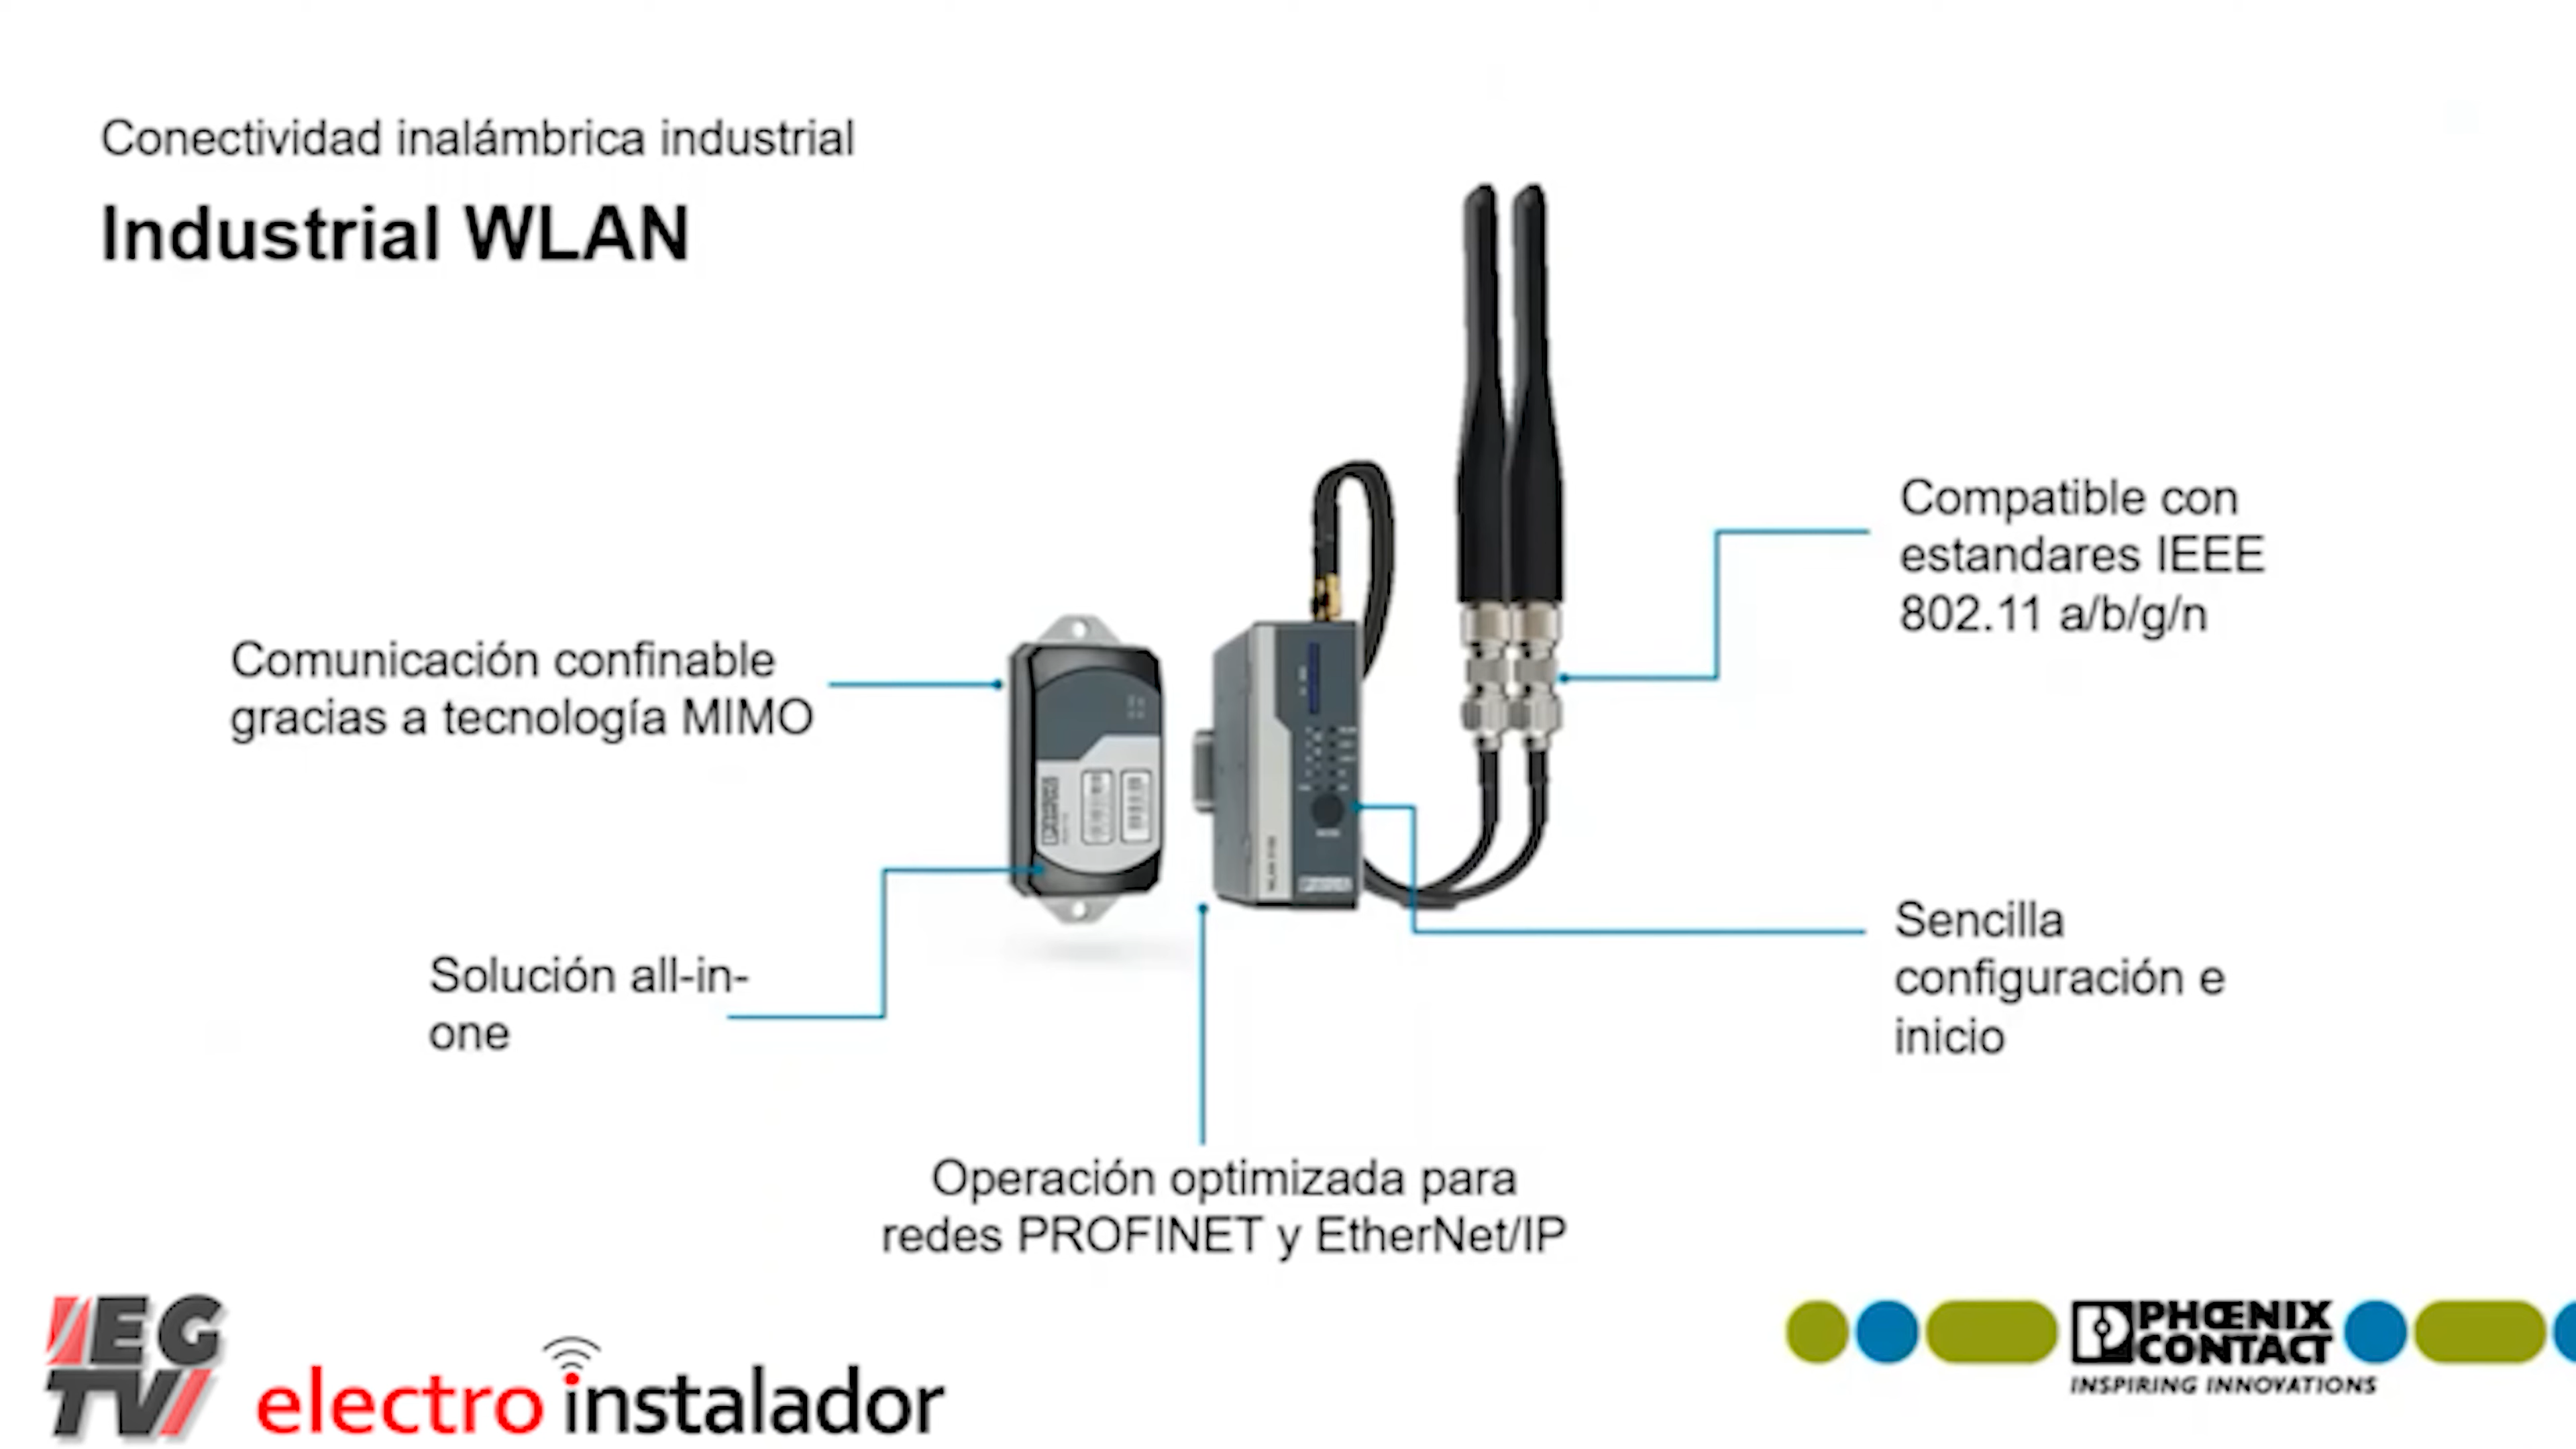 Conectividad inalámbrica industrial
Industrial WLAN
Compatible con
estandares IEEE
802.11 a/b/g/n
Comunicación confinable
gracias a tecnología MIMO
Solución all-in-
one
Sencilla
configuración e
inicio
Operación optimizada para
redes PROFINET y EtherNet/IP
EG
TV
electro instalador
PHŒNIX
CONTACT
INSPIRING INNOVATIONS